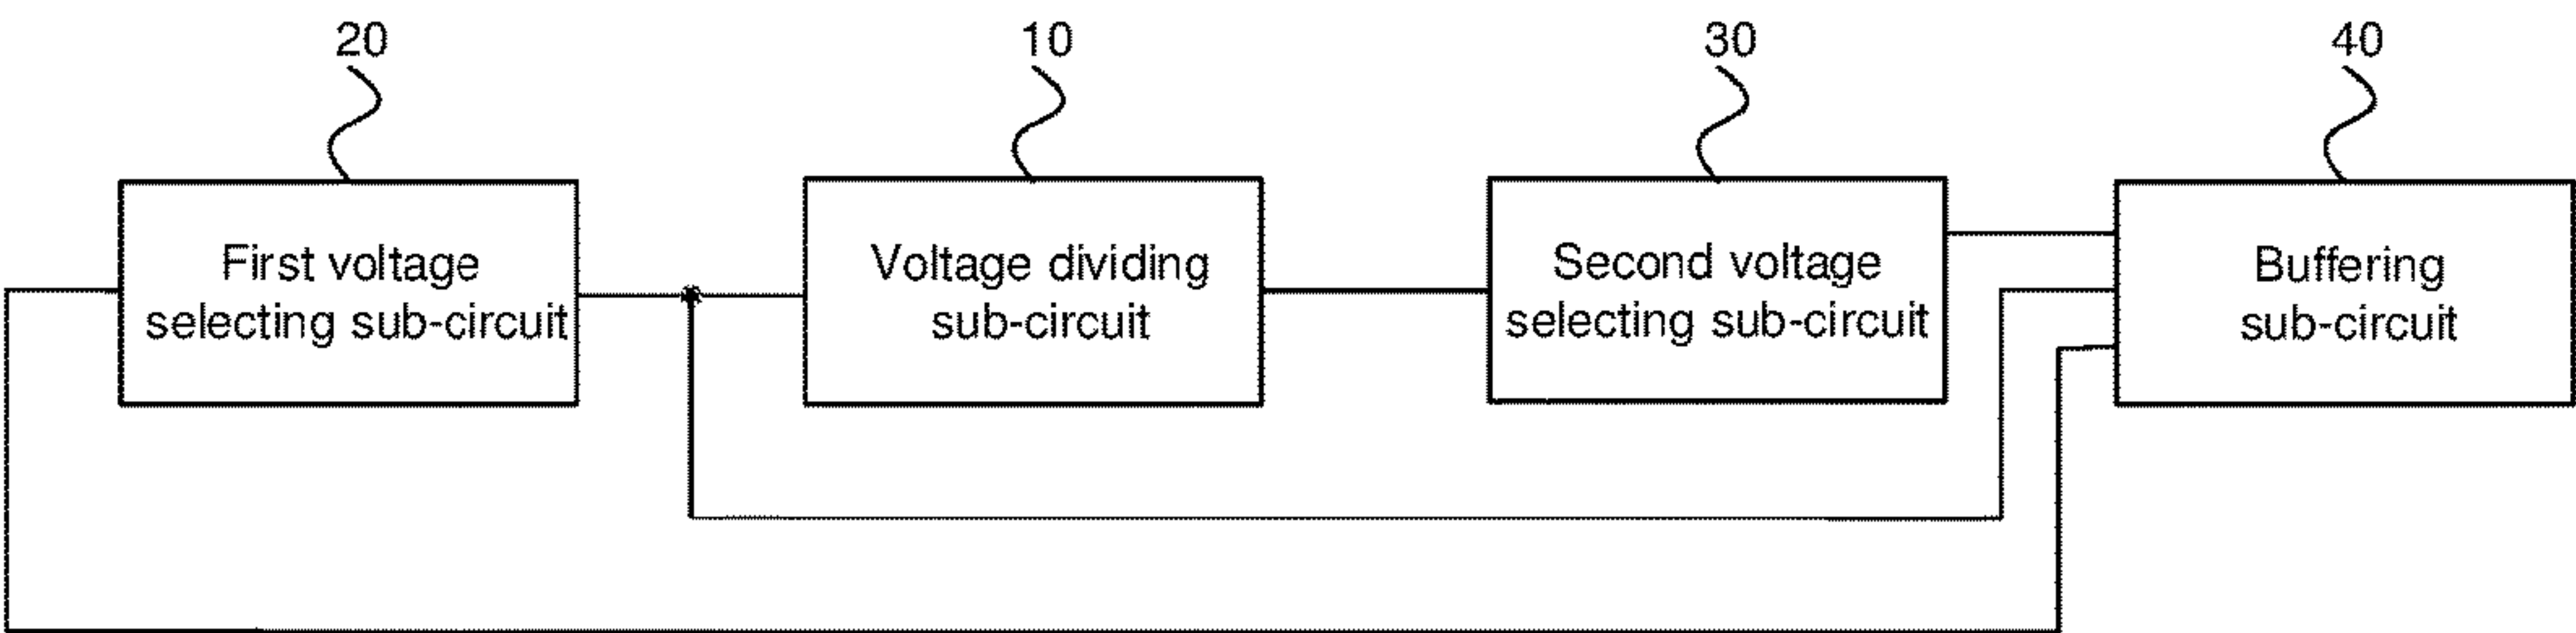 20
10
30
40
First voltage
selecting sub-circuit
Voltage dividing
sub-circuit
Second voltage
selecting sub-circuit
Buffering
sub-circuit